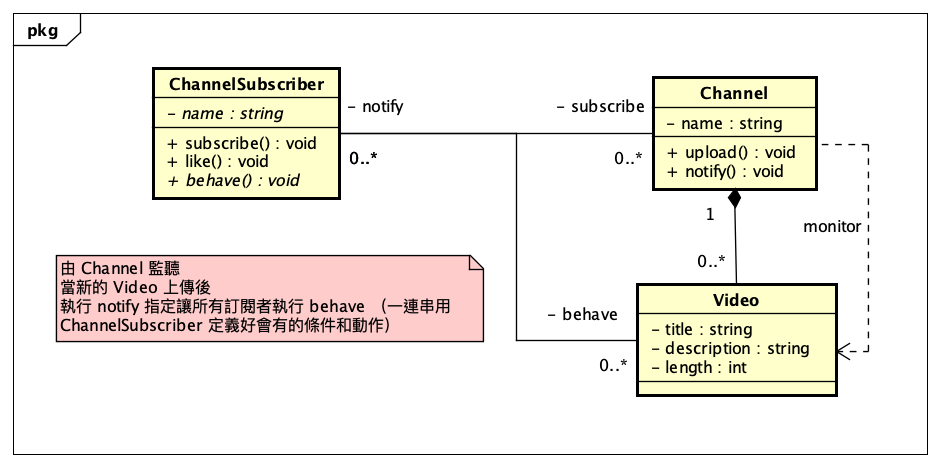 pkg
ChannelSubscriber
- name : string
+ subscribe() : void
+ like() : void
+ behave() : void
- notify
0..*
- subscribe
0..*
Channel
- name : string
+ upload() : void
+ notify() : void
1
0..*
monitor
由 Channel 監聽
當新的 Video 上傳後
執行 notify 指定讓所有訂閱者執行 behave （一連串用
ChannelSubscriber 定義好會有的條件和動作）
- behave
0..*
Video
- title : string
- description : string
- length : int